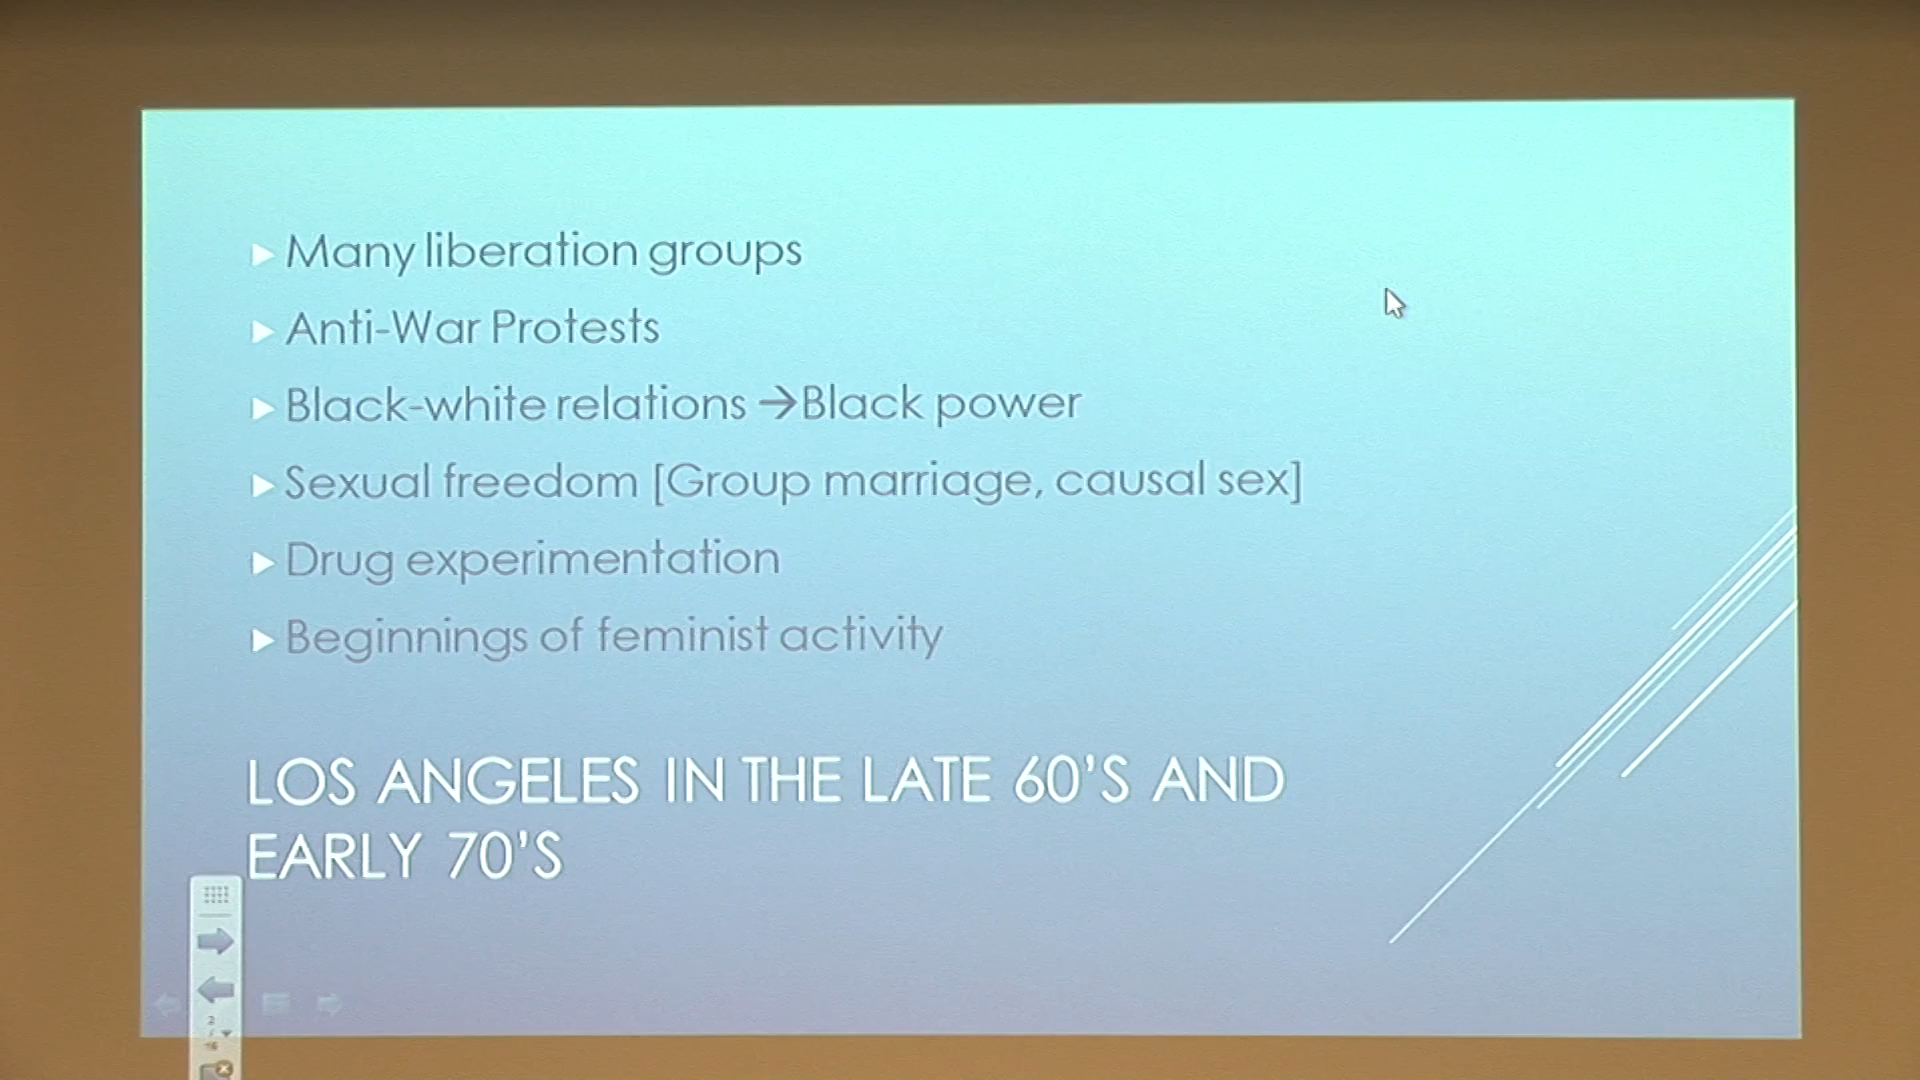 Many liberation groups
Anti-War Protests
Black-white relations →Black power
Sexual freedom [Group marriage, causal sex]
Drug experimentation
Beginnings of feminist activity
LOS ANGELES IN THE LATE 60'S AND
EARLY 70'S
2
/